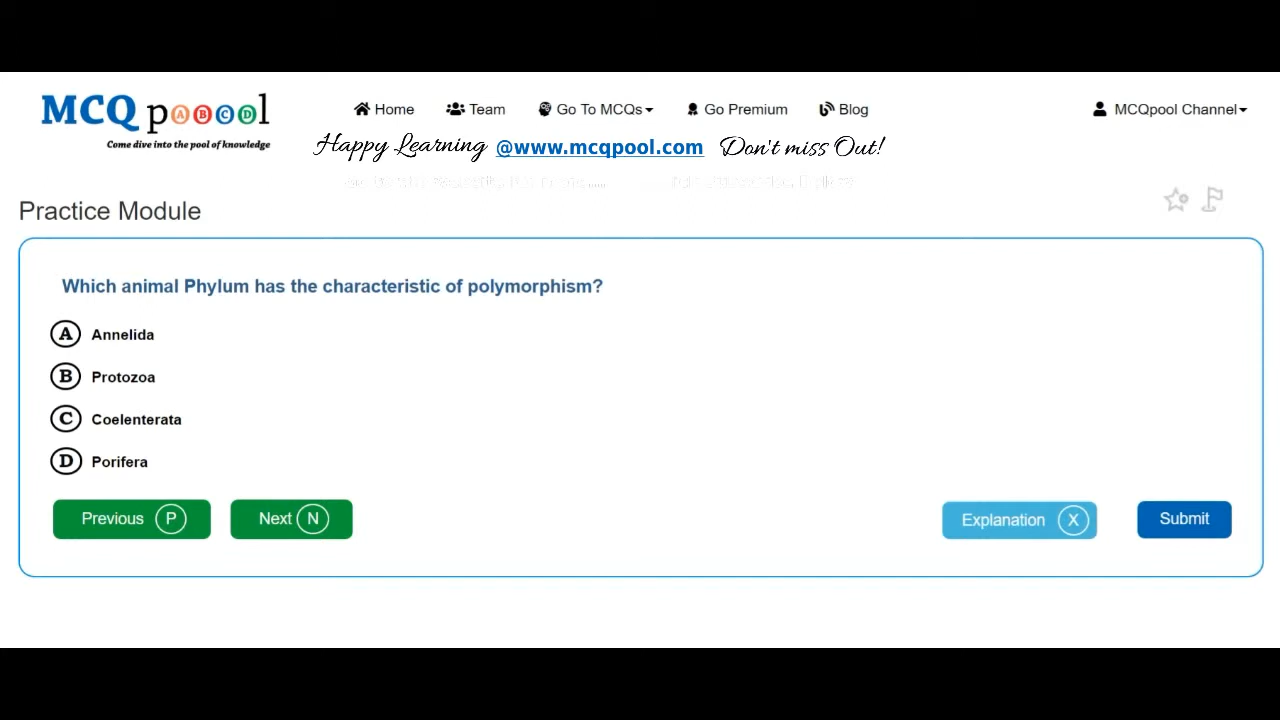 MCQ poool
Come dive into the pool of knowledge
Home Team Go To MCQs Go Premium Blog MCQpool Channel
Happy Learning @www.mcqpool.com Don't miss Out!
Practice Module
Which animal Phylum has the characteristic of polymorphism?
A Annelida
B Protozoa
C Coelenterata
D Porifera
Previous P Next N Explanation X Submit